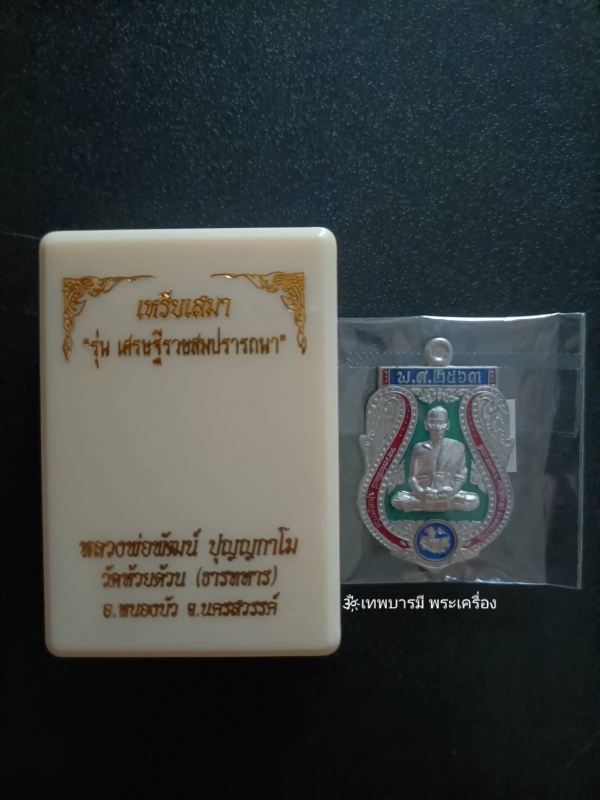 เหรียญเสมา
"รุ่น เศรษฐีรวยสมปรารถนา"
หลวงพ่อพัฒน์ ปุญฺญกาโม
วัดห้วยด้วน (ธารทหาร)
อ.หนองบัว จ.นครสวรรค์
พ.ศ.๒๕๖๓
เทพบารมี พระเครื่อง